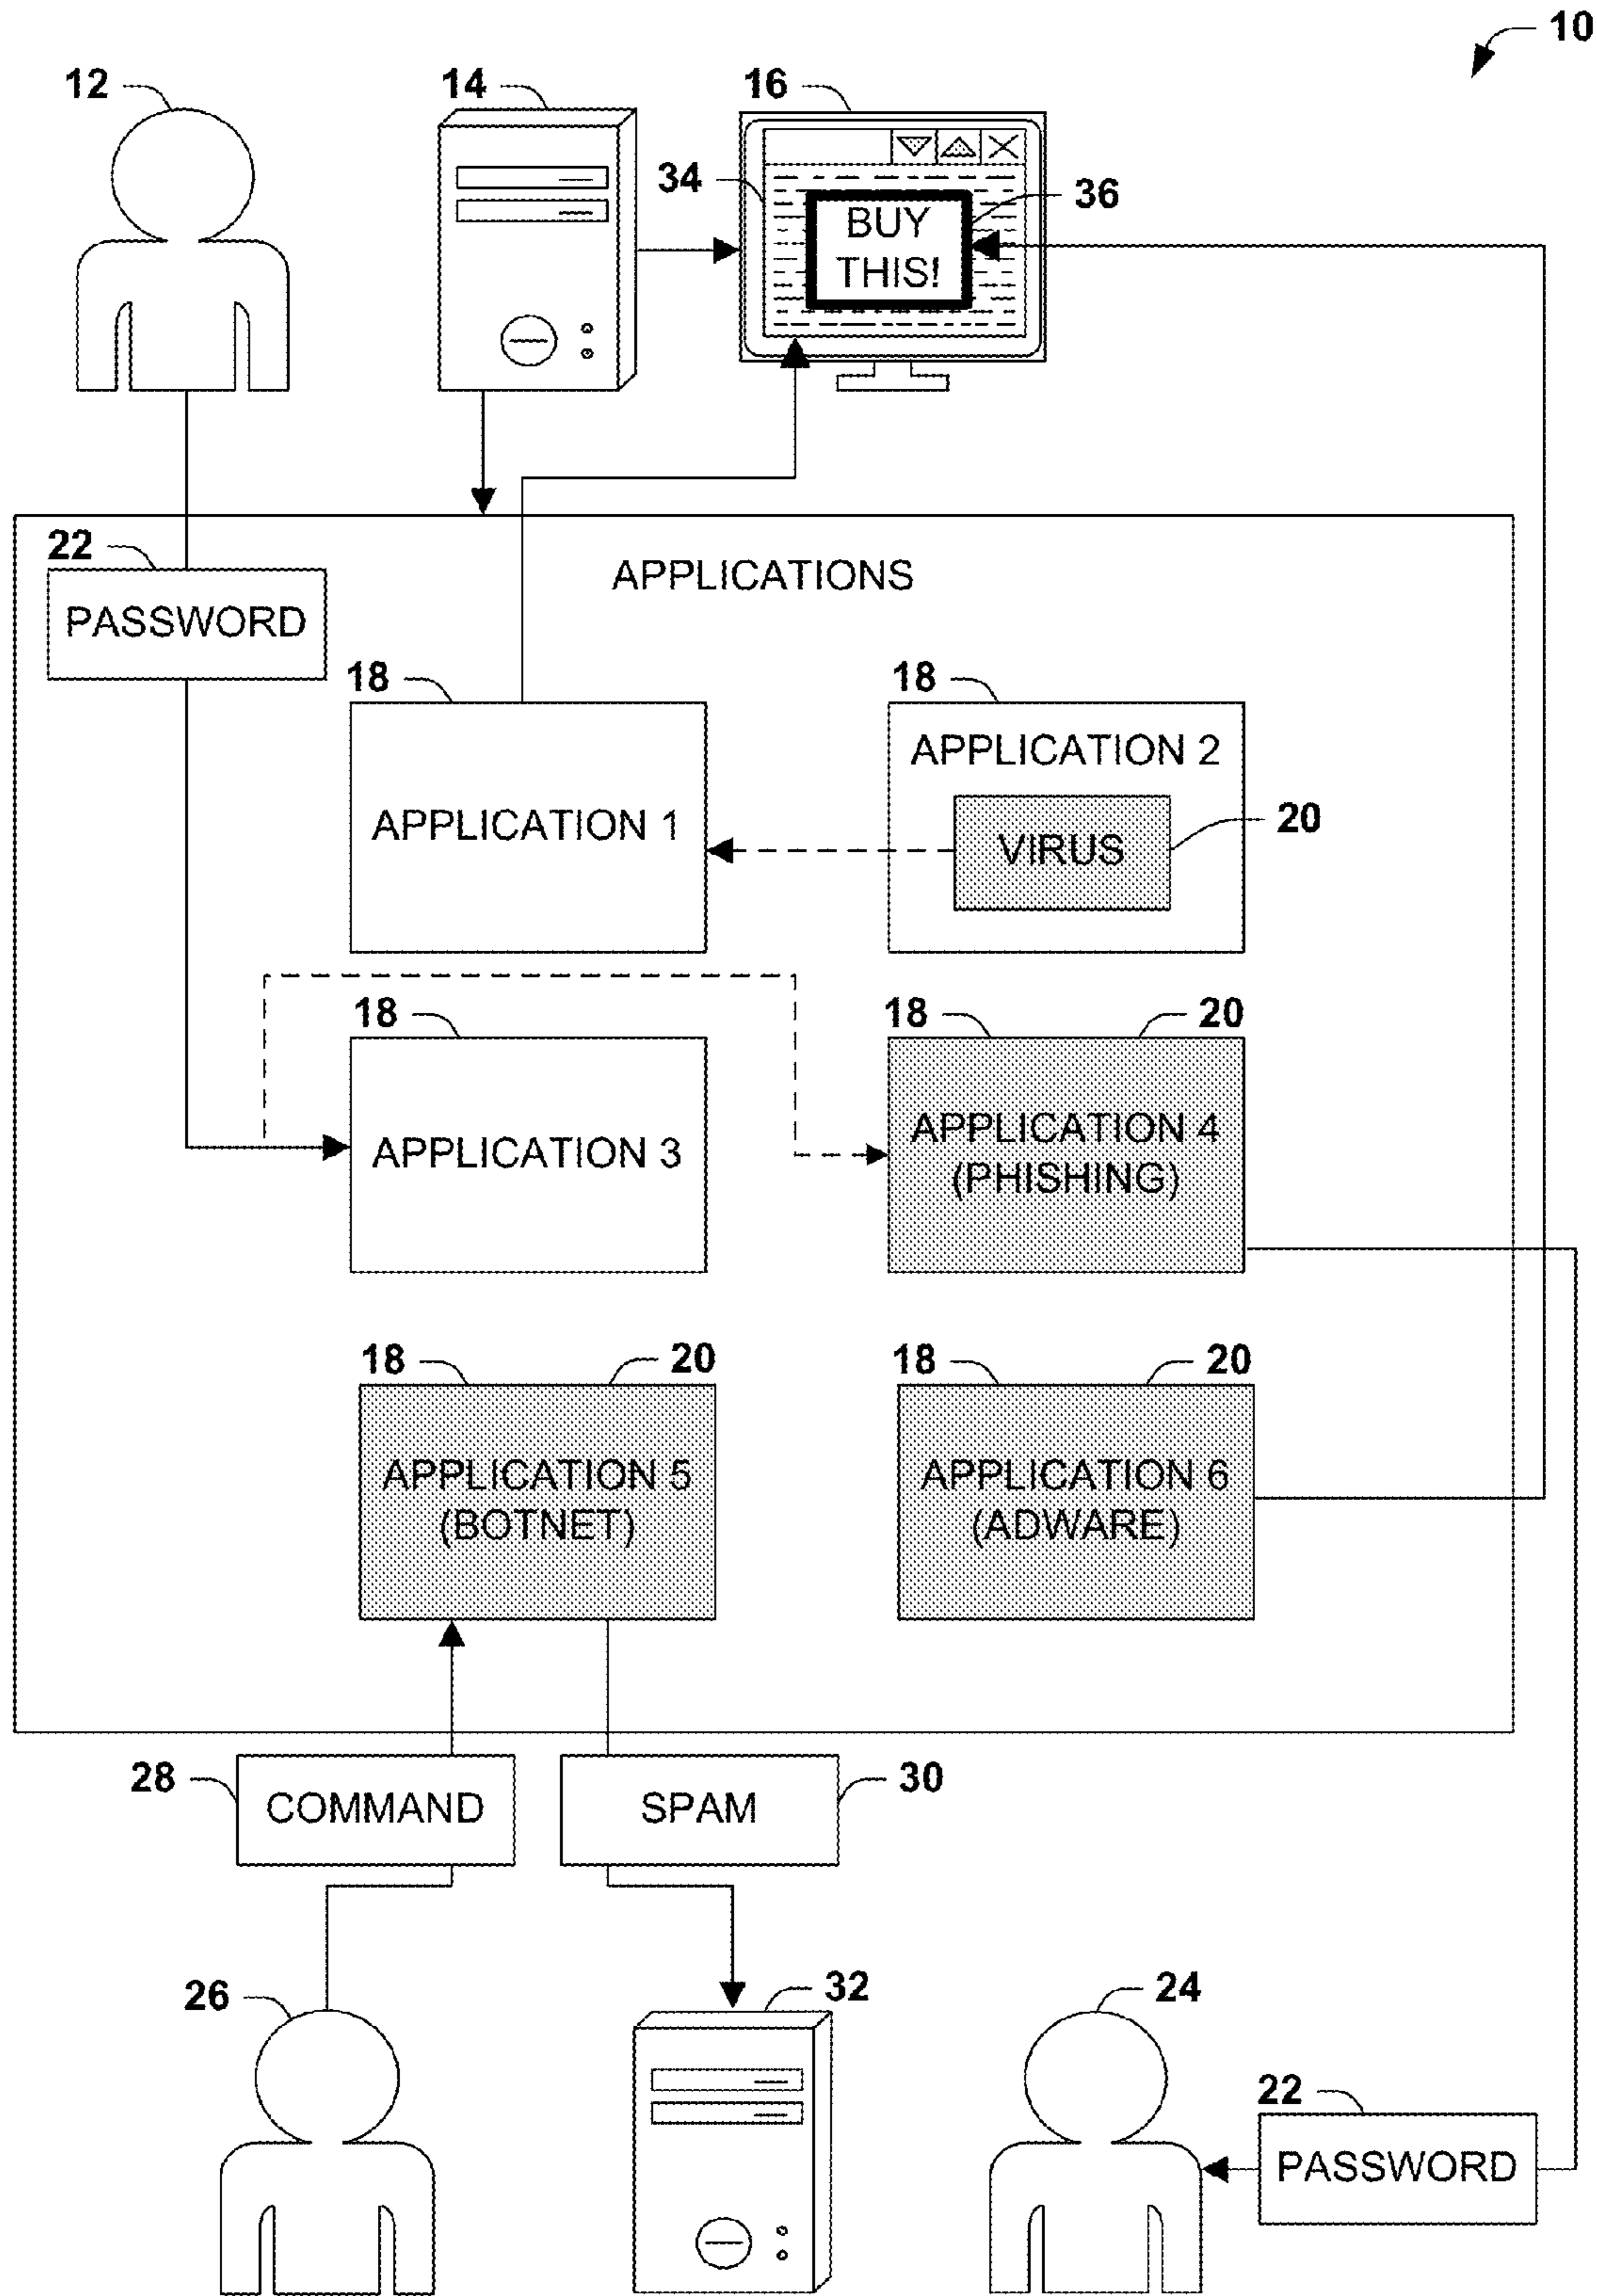 10
12
14
16
34
36
BUY
THIS!
22
PASSWORD
APPLICATIONS
18
APPLICATION 1
18
APPLICATION 2
VIRUS
20
18
APPLICATION 3
18
20
APPLICATION 4
(PHISHING)
18
20
APPLICATION 5
(BOTNET)
18
20
APPLICATION 6
(ADWARE)
28
COMMAND
SPAM
30
26
32
24
22
PASSWORD